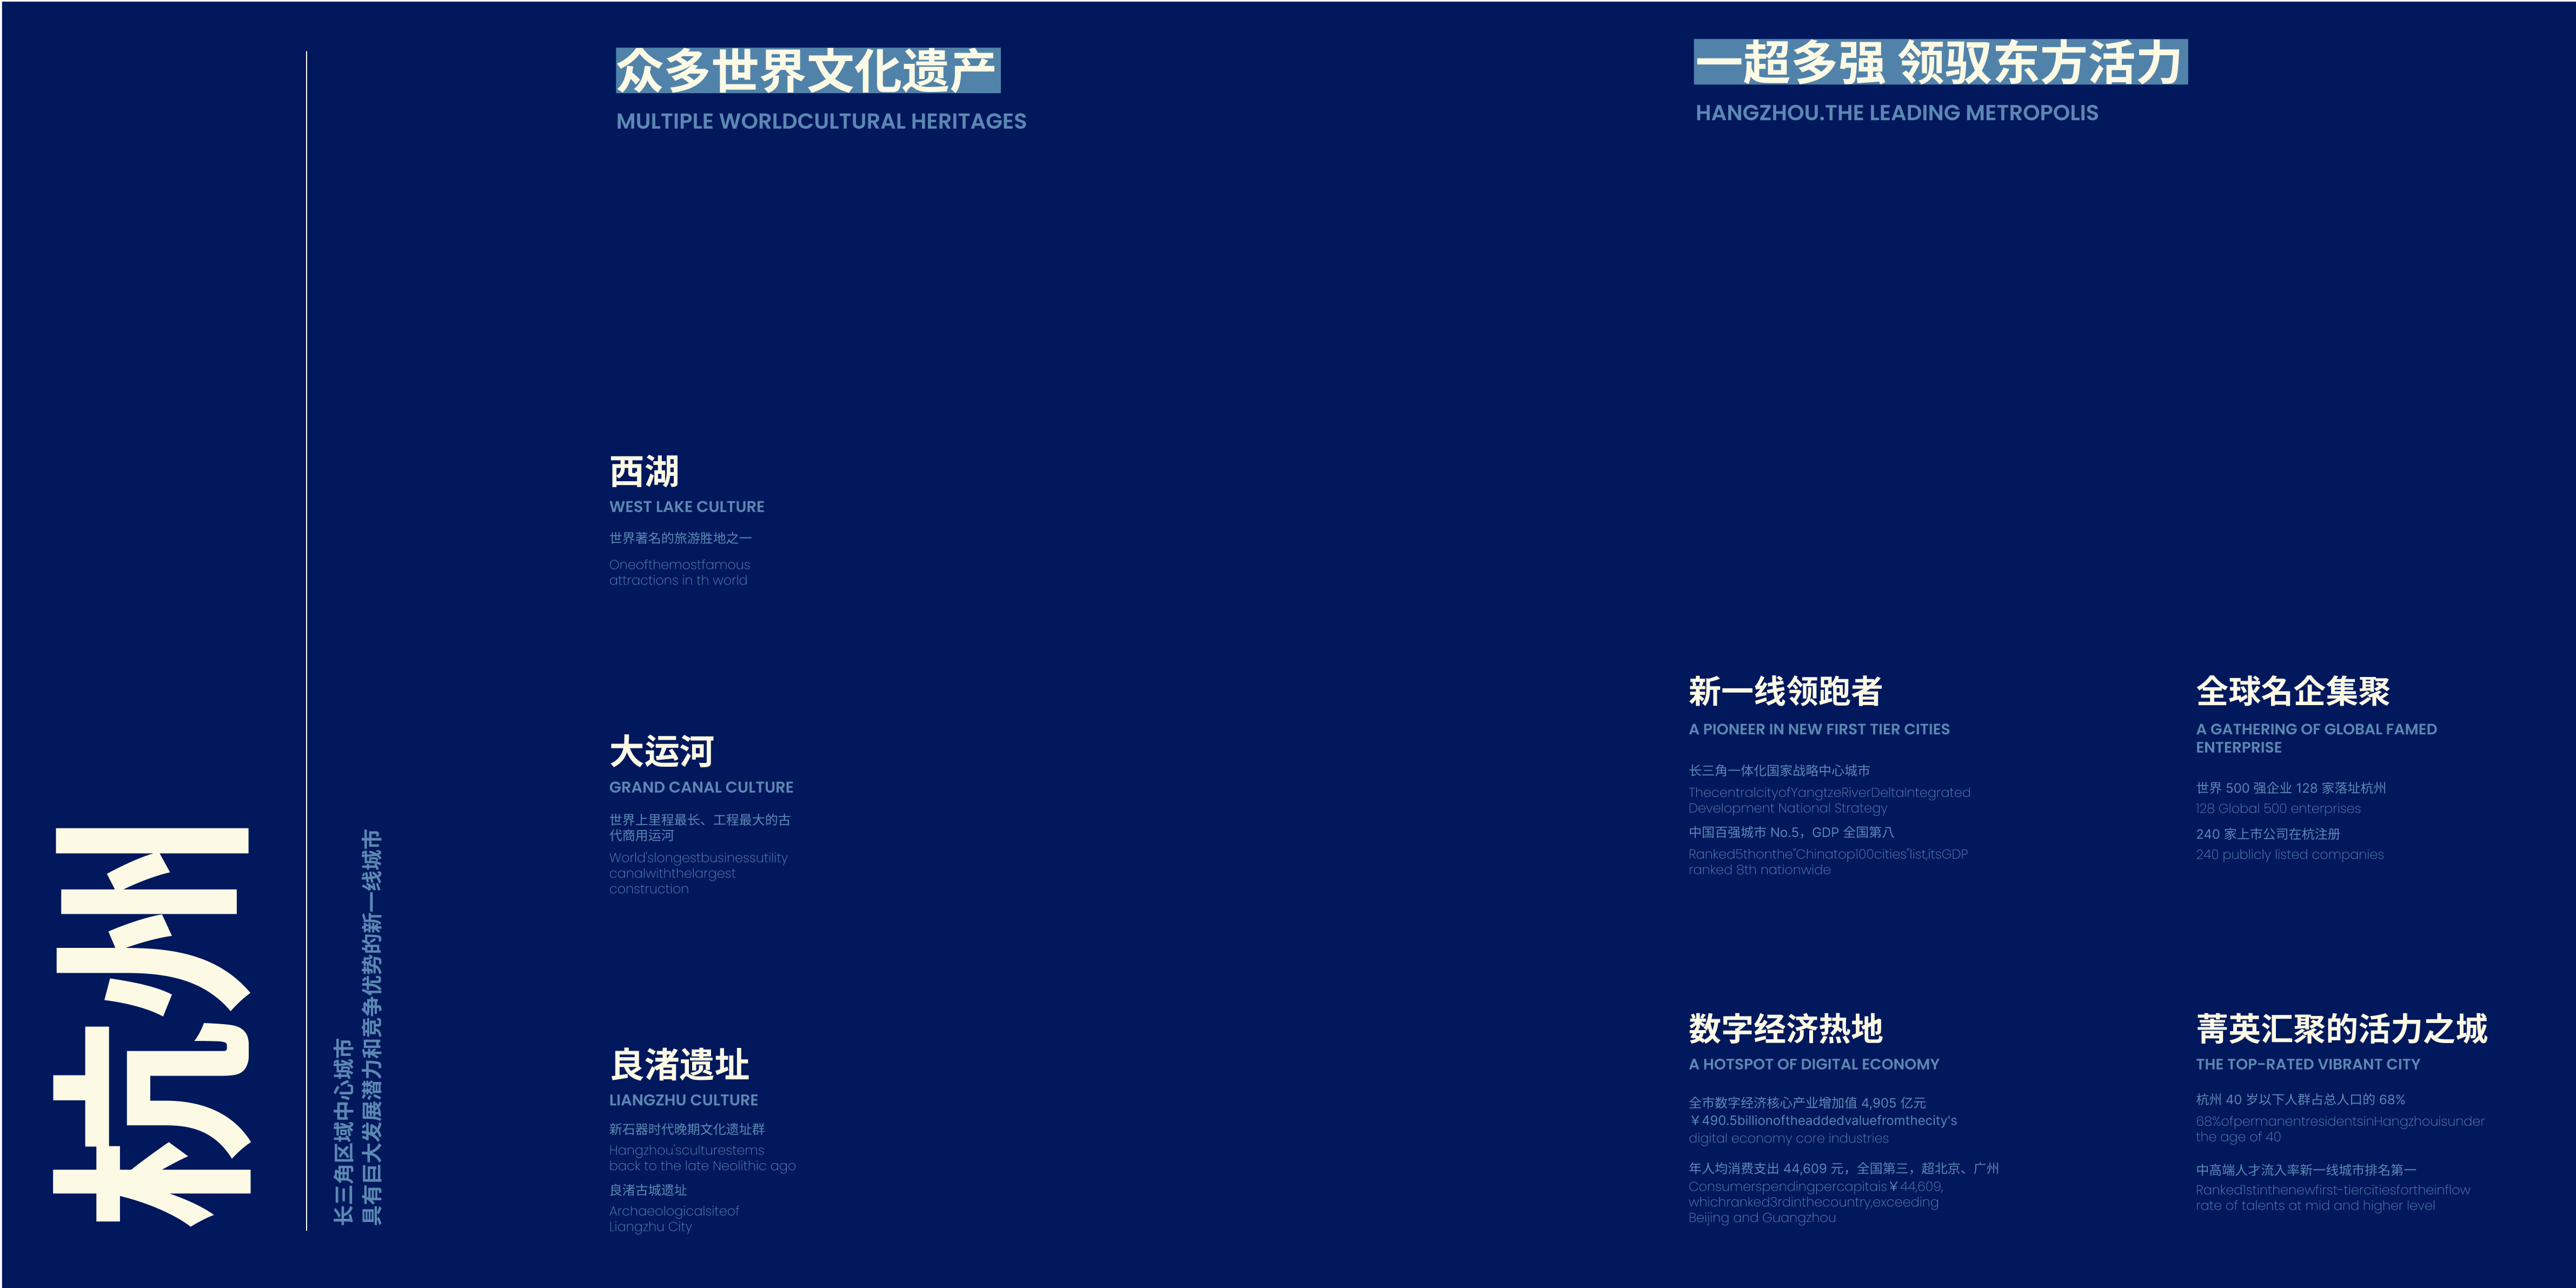 杭州
长三角区域中心城市
具有巨大发展潜力和竞争优势的新一线城市
众多世界文化遗产
MULTIPLE WORLDCULTURAL HERITAGES
西湖
WEST LAKE CULTURE
世界著名的旅游胜地之一
Oneofthemostfamous
attractions in th world
大运河
GRAND CANAL CULTURE
世界上里程最长、工程最大的古
代商用运河
World'slongestbusinessutility
canalwiththelargest
construction
良渚遗址
LIANGZHU CULTURE
新石器时代晚期文化遗址群
Hangzhou'sculturestems
back to the late Neolithic ago
良渚古城遗址
Archaeologicalsiteof
Liangzhu City
一超多强 领驭东方活力
HANGZHOU.THE LEADING METROPOLIS
新一线领跑者
A PIONEER IN NEW FIRST TIER CITIES
长三角一体化国家战略中心城市
ThecentralcityofYangtzeRiverDeltaIntegrated
Development National Strategy
中国百强城市 No.5，GDP 全国第八
Ranked5thonthe"Chinatop100cities"list,itsGDP
ranked 8th nationwide
全球名企集聚
A GATHERING OF GLOBAL FAMED
ENTERPRISE
世界 500 强企业 128 家落址杭州
128 Global 500 enterprises
240 家上市公司在杭注册
240 publicly listed companies
数字经济热地
A HOTSPOT OF DIGITAL ECONOMY
全市数字经济核心产业增加值 4,905 亿元
￥490.5billionoftheaddedvaluefromthecity's
digital economy core industries
年人均消费支出 44,609 元，全国第三，超北京、广州
Consumerspendingpercapitais￥44,609,
whichranked3rdinthecountry,exceeding
Beijing and Guangzhou
菁英汇聚的活力之城
THE TOP-RATED VIBRANT CITY
杭州 40 岁以下人群占总人口的 68%
68%ofpermanentresidentsinHangzhouisunder
the age of 40
中高端人才流入率新一线城市排名第一
Ranked1stinthenewfirst-tiercitiesfortheinflow
rate of talents at mid and higher level